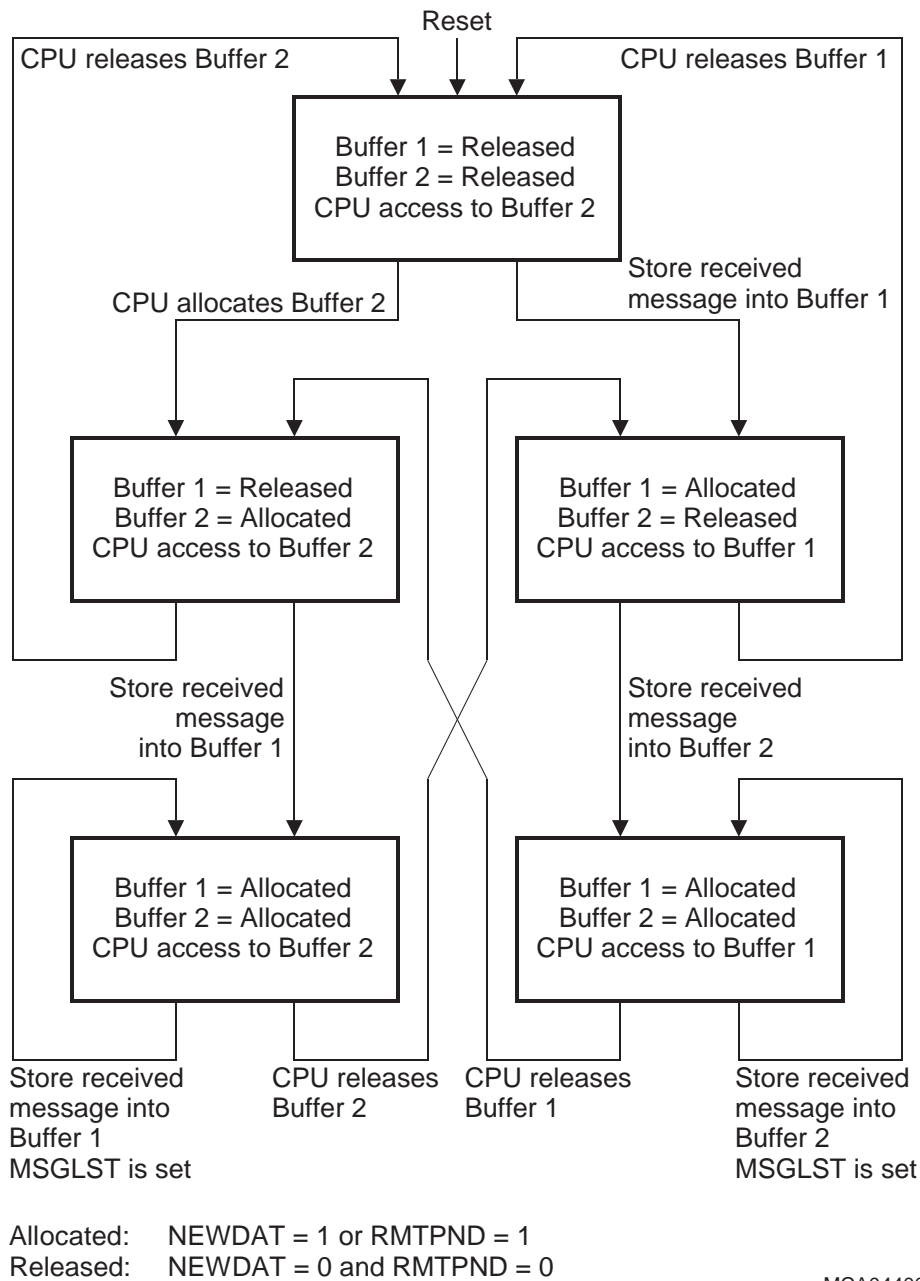 Reset
CPU releases Buffer 2
CPU releases Buffer 1
Buffer 1 = Released
Buffer 2 = Released
CPU access to Buffer 2
CPU allocates Buffer 2
Store received
message into Buffer 1
Buffer 1 = Released
Buffer 2 = Allocated
CPU access to Buffer 2
Buffer 1 = Allocated
Buffer 2 = Released
CPU access to Buffer 1
Store received
message
into Buffer 1
Store received
message
into Buffer 2
Buffer 1 = Allocated
Buffer 2 = Allocated
CPU access to Buffer 2
Buffer 1 = Allocated
Buffer 2 = Allocated
CPU access to Buffer 1
Store received
message into
Buffer 1
MSGLST is set
CPU releases
Buffer 2
CPU releases
Buffer 1
Store received
message into
Buffer 2
MSGLST is set
Allocated: NEWDAT = 1 or RMTPND = 1
Released: NEWDAT = 0 and RMTPND = 0